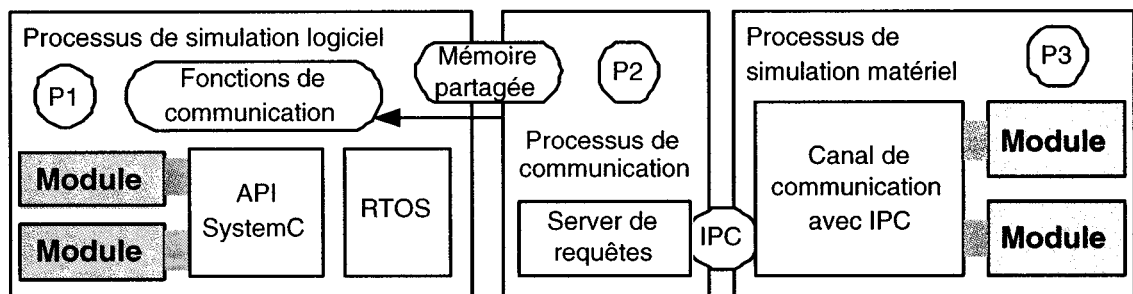 Processus de simulation logiciel
P1
Fonctions de
communication
Mémoire
partagée
Module
Module
API
SystemC
RTOS
P2
Processus de
communication
Server de
requêtes
IPC
Processus de
simulation matériel
P3
Canal de
communication
avec IPC
Module
Module